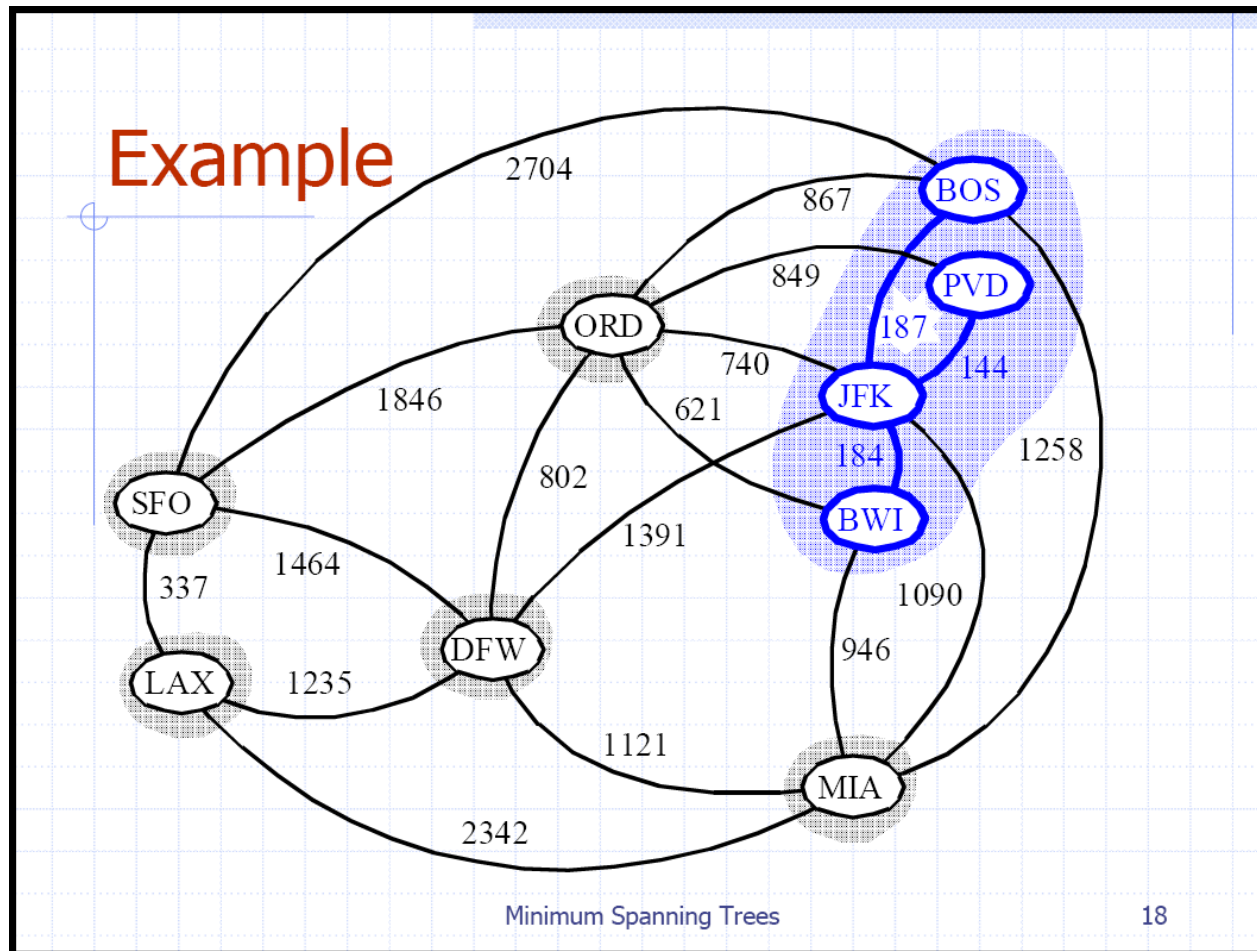 Example
2704
BOS
867
849
PVD
ORD
187
740
144
JFK
1846
621
1258
802
184
SFO
BWI
1391
1464
337
1090
DFW
946
LAX
1235
1121
MIA
2342
Minimum Spanning Trees 18